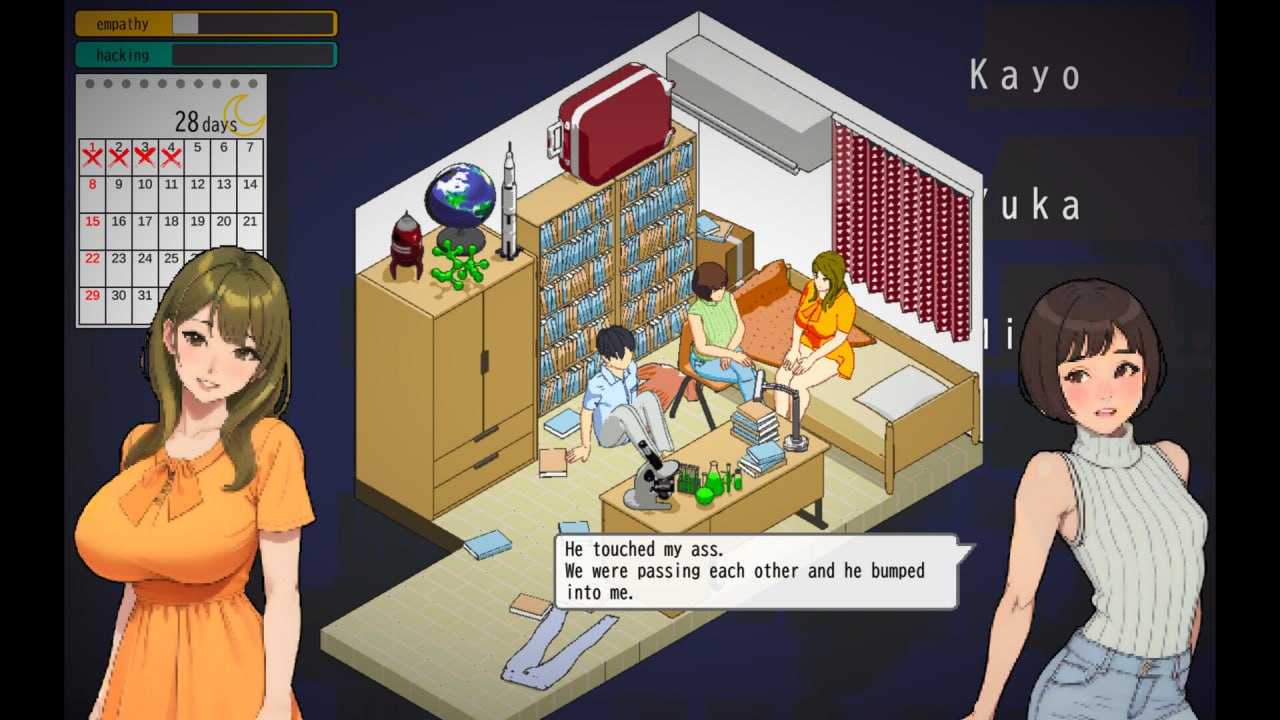 empathy
hacking
28 days
1 2 3 4 5 6 7
8 9 10 11 12 13 14
15 16 17 18 19 20 21
22 23 24 25
29 30 31
Kayo
Yuka
He touched my ass.
We were passing each other and he bumped
into me.